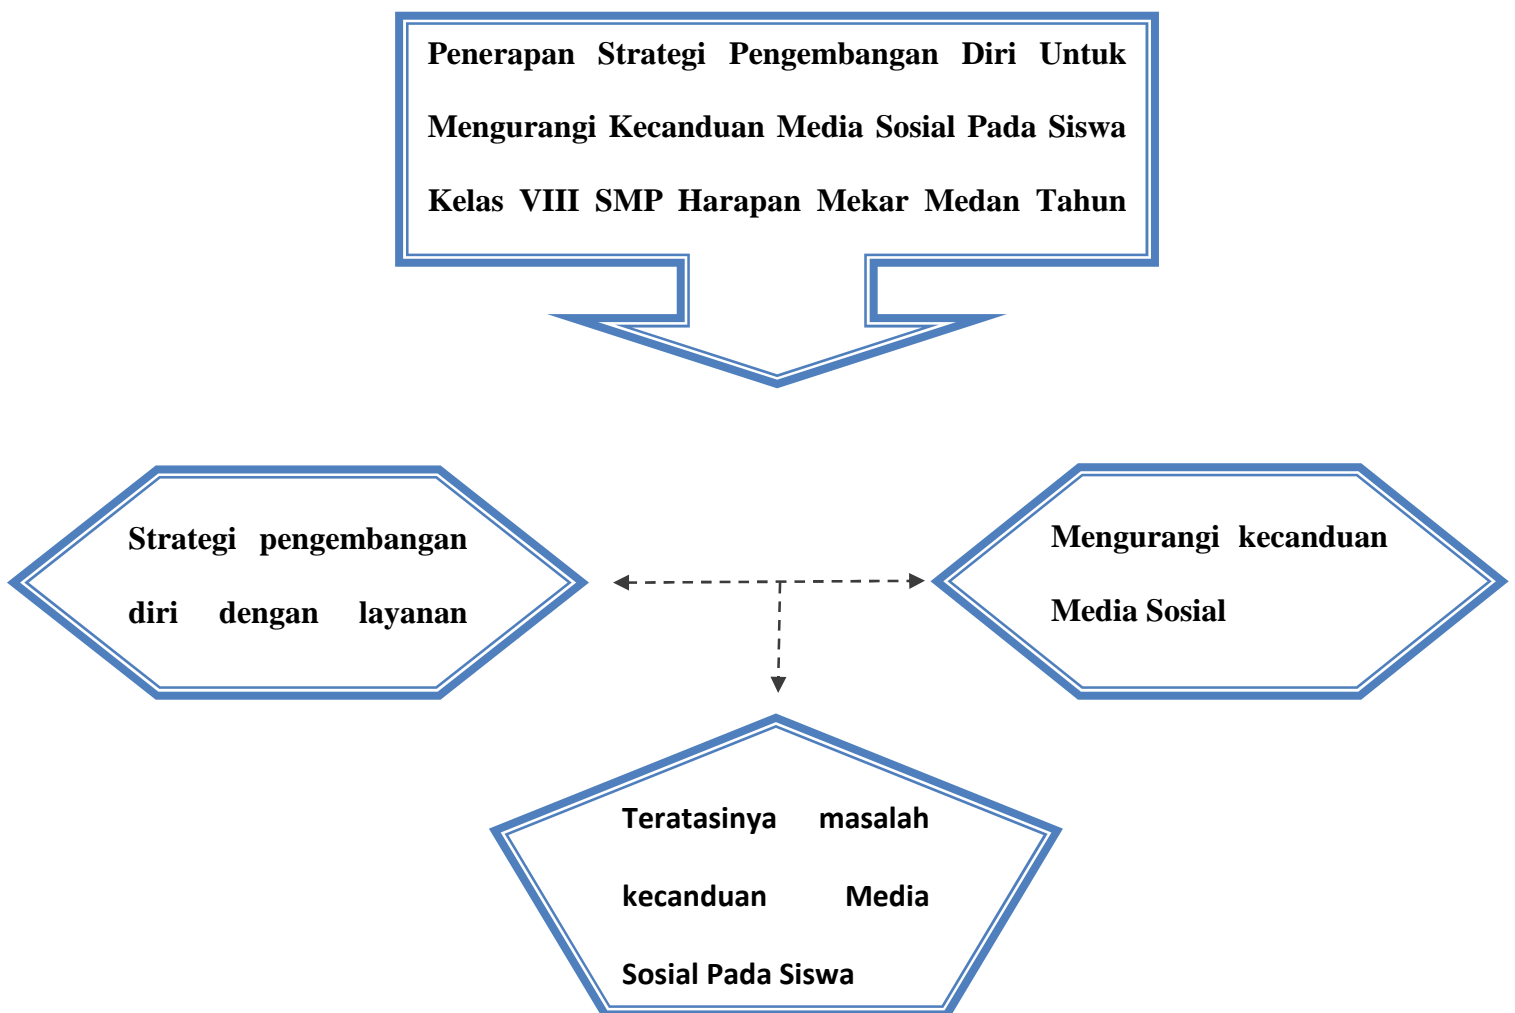 Penerapan Strategi Pengembangan Diri Untuk
Mengurangi Kecanduan Media Sosial Pada Siswa
Kelas VIII SMP Harapan Mekar Medan Tahun
Strategi pengembangan
diri dengan layanan
Mengurangi kecanduan
Media Sosial
Teratasinya masalah
kecanduan Media
Sosial Pada Siswa